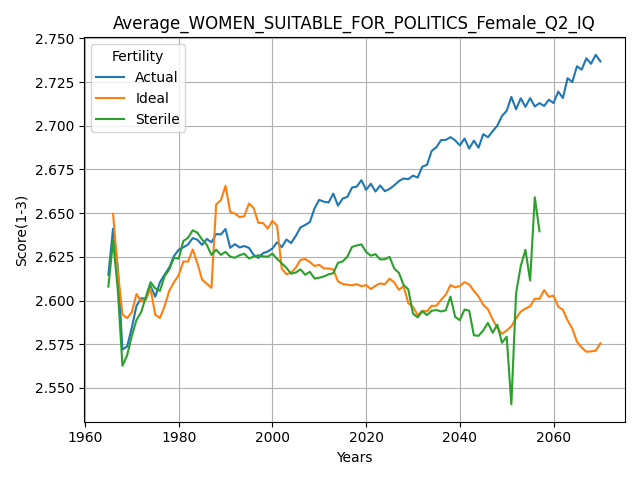 Average_WOMEN_SUITABLE_FOR_POLITICS_Female_Q2_IQ
Fertility
Actual
Ideal
Sterile
Score(1-3)
2.750
2.725
2.700
2.675
2.650
2.625
2.600
2.575
2.550
1960 1980 2000 2020 2040 2060
Years